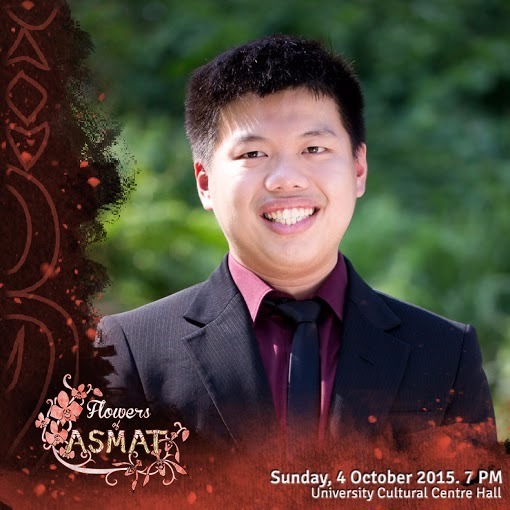 Flowers
of
ASMAT
Sunday, 4 October 2015. 7 PM
University Cultural Centre Hall